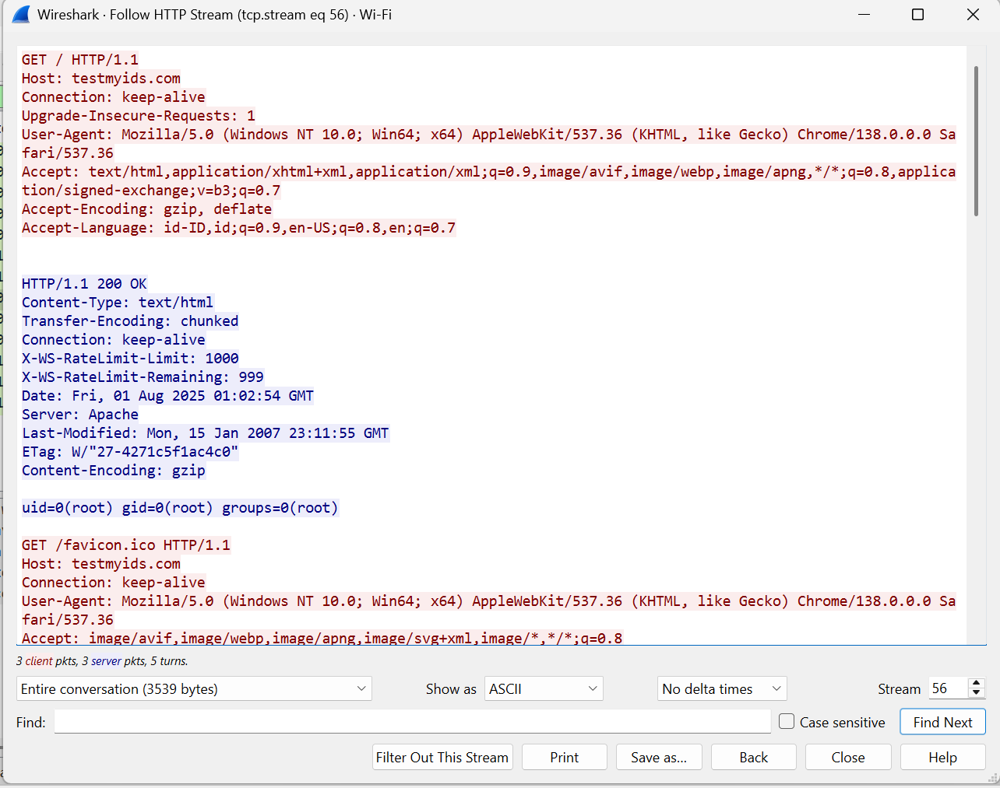 Wireshark · Follow HTTP Stream (tcp.stream eq 56) · Wi-Fi
GET / HTTP/1.1
Host: testmyids.com
Connection: keep-alive
Upgrade-Insecure-Requests: 1
User-Agent: Mozilla/5.0 (Windows NT 10.0; Win64; x64) AppleWebKit/537.36 (KHTML, like Gecko) Chrome/138.0.0.0 Sa
fari/537.36
Accept: text/html,application/xhtml+xml,application/xml;q=0.9,image/avif,image/webp,image/apng,*/*;q=0.8,applica
tion/signed-exchange;v=b3;q=0.7
Accept-Encoding: gzip, deflate
Accept-Language: id-ID,id;q=0.9,en-US;q=0.8,en;q=0.7
HTTP/1.1 200 OK
Content-Type: text/html
Transfer-Encoding: chunked
Connection: keep-alive
X-WS-RateLimit-Limit: 1000
X-WS-RateLimit-Remaining: 999
Date: Fri, 01 Aug 2025 01:02:54 GMT
Server: Apache
Last-Modified: Mon, 15 Jan 2007 23:11:55 GMT
ETag: W/"27-4271c5f1ac4c0"
Content-Encoding: gzip
uid=0(root) gid=0(root) groups=0(root)
GET /favicon.ico HTTP/1.1
Host: testmyids.com
Connection: keep-alive
User-Agent: Mozilla/5.0 (Windows NT 10.0; Win64; x64) AppleWebKit/537.36 (KHTML, like Gecko) Chrome/138.0.0.0 Sa
fari/537.36
Accept: image/avif,image/webp,image/apng,image/svg+xml,image/*,*/*;q=0.8
3 client pkts, 3 server pkts, 5 turns.
Entire conversation (3539 bytes) Show as ASCII No delta times Stream 56
Find: Case sensitive Find Next
Filter Out This Stream Print Save as... Back Close Help